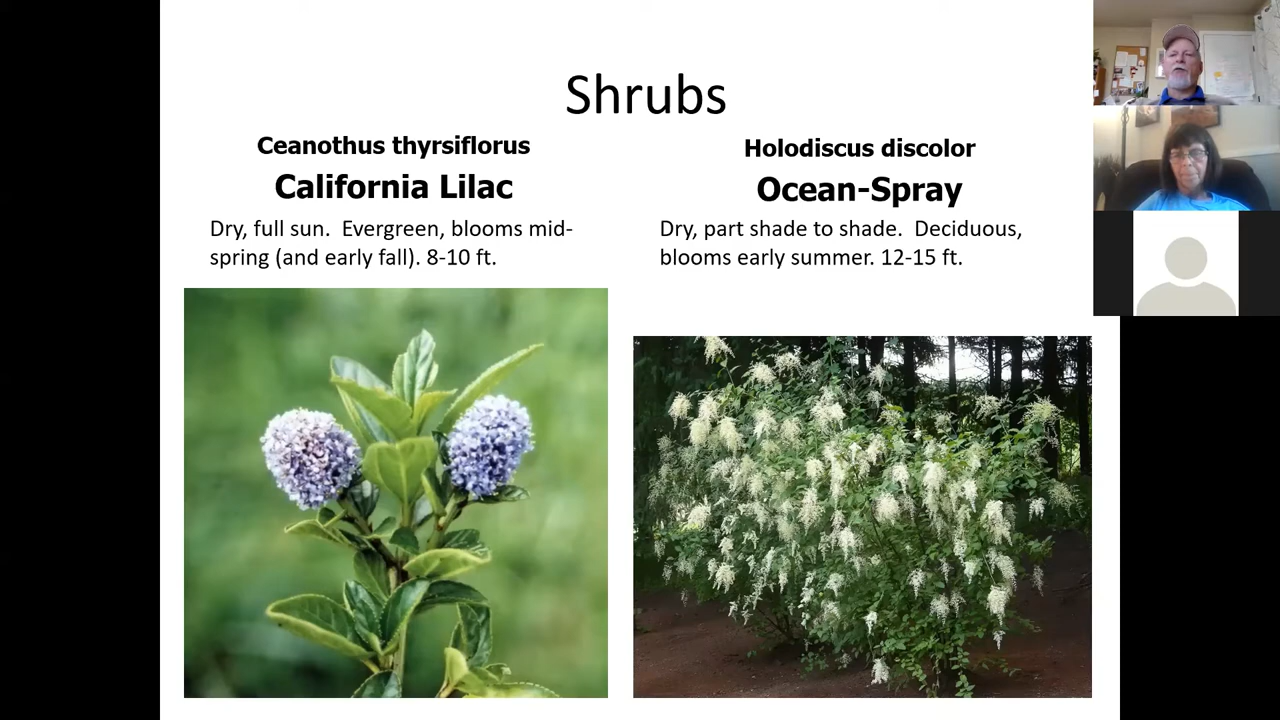 Shrubs
Ceanothus thyrsiflorus
California Lilac
Dry, full sun.  Evergreen, blooms mid-
spring (and early fall). 8-10 ft.
Holodiscus discolor
Ocean-Spray
Dry, part shade to shade.  Deciduous,
blooms early summer. 12-15 ft.